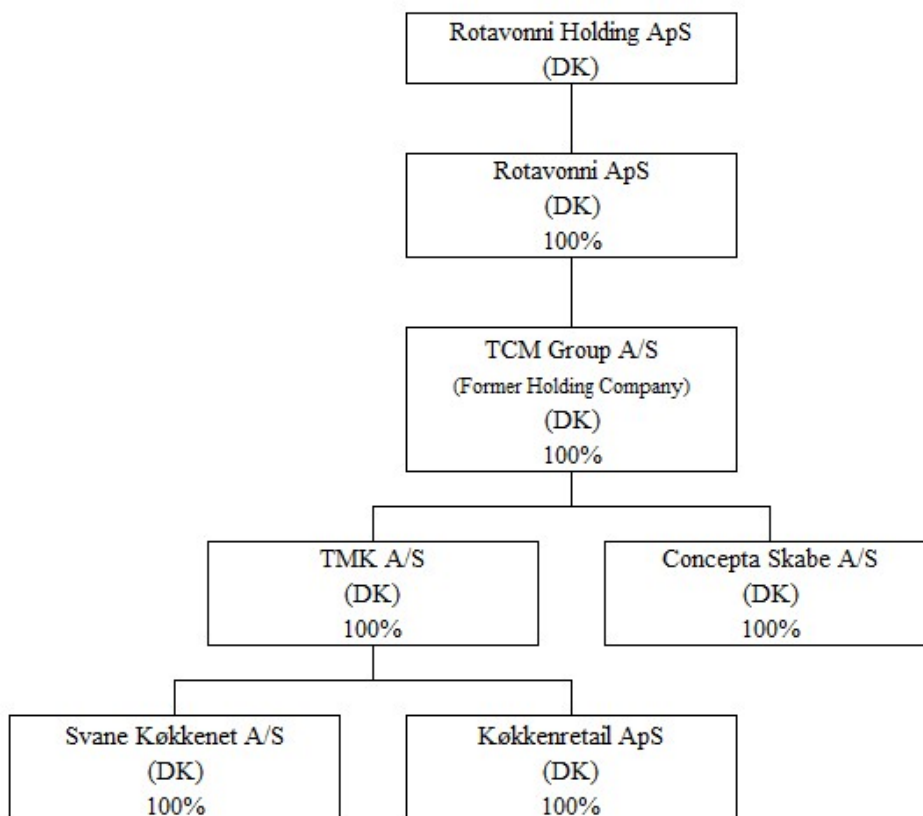 Rotavonni Holding ApS
(DK)
Rotavonni ApS
(DK)
100%
TCM Group A/S
(Former Holding Company)
(DK)
100%
TMK A/S
(DK)
100%
Concepta Skabe A/S
(DK)
100%
Svane Køkkenet A/S
(DK)
100%
Køkkenretail ApS
(DK)
100%